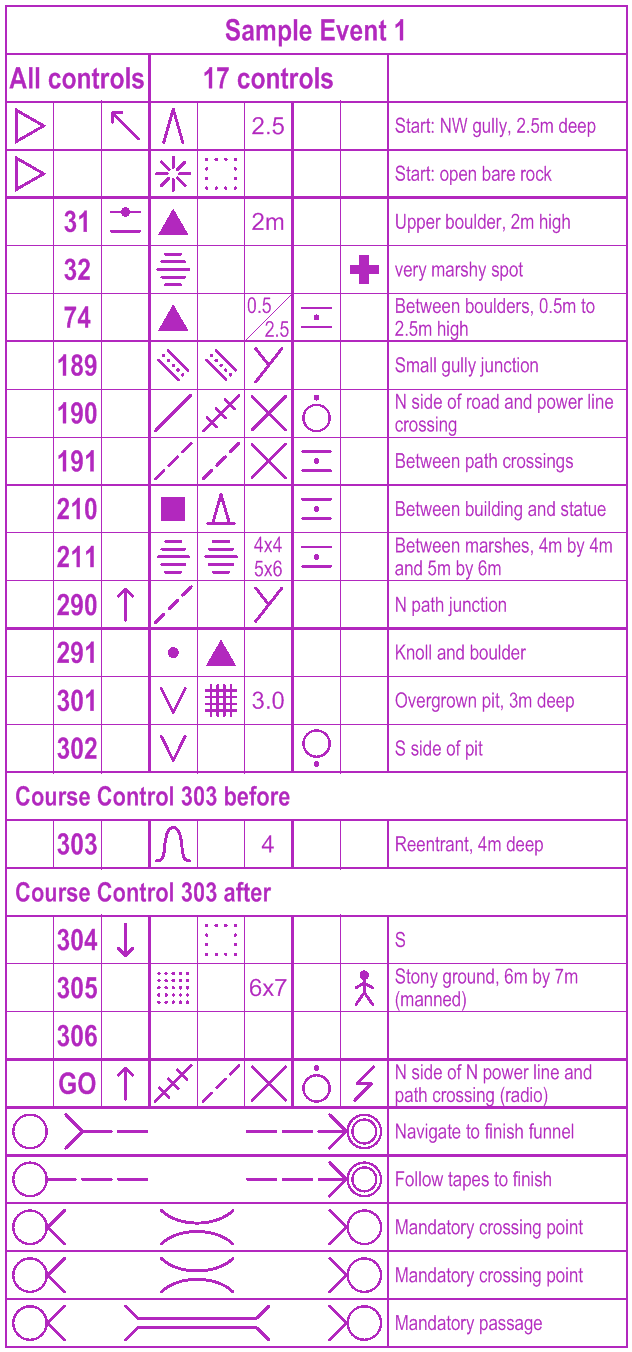 Sample Event 1
All controls 17 controls
2.5 Start: NW gully, 2.5m deep
Start: open bare rock
31 2m Upper boulder, 2m high
32 very marshy spot
74 0.5 2.5 Between boulders, 0.5m to
2.5m high
189 Small gully junction
190 N side of road and power line
crossing
191 Between path crossings
210 Between building and statue
211 4x4 Between marshes, 4m by 4m
5x6 and 5m by 6m
290 N path junction
291 Knoll and boulder
301 3.0 Overgrown pit, 3m deep
302 S side of pit
Course Control 303 before
303 4 Reentrant, 4m deep
Course Control 303 after
304 S
305 6x7 Stony ground, 6m by 7m
(manned)
306
GO N side of N power line and
path crossing (radio)
Navigate to finish funnel
Follow tapes to finish
Mandatory crossing point
Mandatory crossing point
Mandatory passage